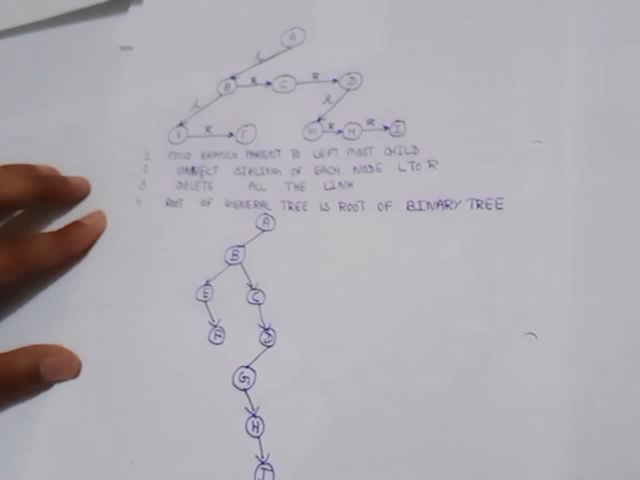 A
L
B R C R D
L L
E R F R H R I
1 FIND BRANCH PARENT TO LEFT MOST CHILD
2 CONNECT SIBLINGS OF EACH NODE L TO R
3 DELETE ALL THE LINK
4 ROOT OF GENERAL TREE IS ROOT OF BINARY TREE
A
B
E C
F D
G
H
I